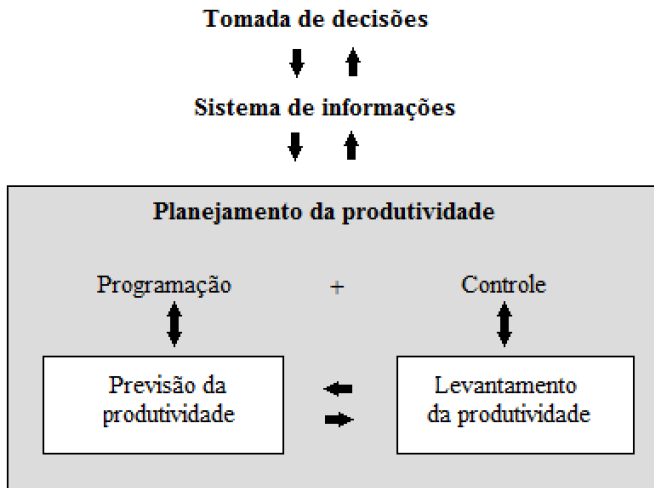 Tomada de decisões
Sistema de informações
Planejamento da produtividade
Programação + Controle
Previsão da
produtividade
Levantamento
da produtividade